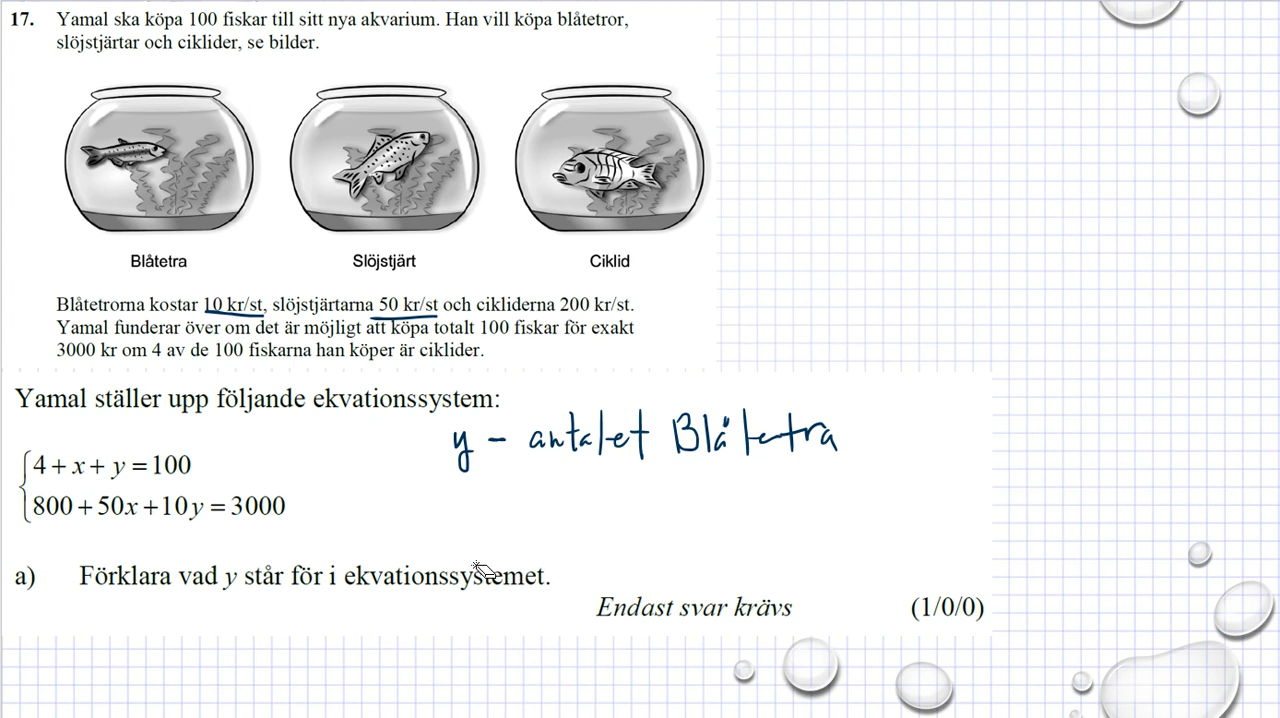 17. Yamal ska köpa 100 fiskar till sitt nya akvarium. Han vill köpa blåtetror,
slöjstjärtar och ciklider, se bilder.
Blåtetra
Slöjstjärt
Ciklid
Blåtetrorna kostar 10 kr/st, slöjstjärtarna 50 kr/st och cikliderna 200 kr/st.
Yamal funderar över om det är möjligt att köpa totalt 100 fiskar för exakt
3000 kr om 4 av de 100 fiskarna han köper är ciklider.
Yamal ställer upp följande ekvationssystem:
y - antalet Blåtetra
4 + x + y = 100
800 + 50x + 10y = 3000
a) Förklara vad y står för i ekvationssystemet.
Endast svar krävs (1/0/0)